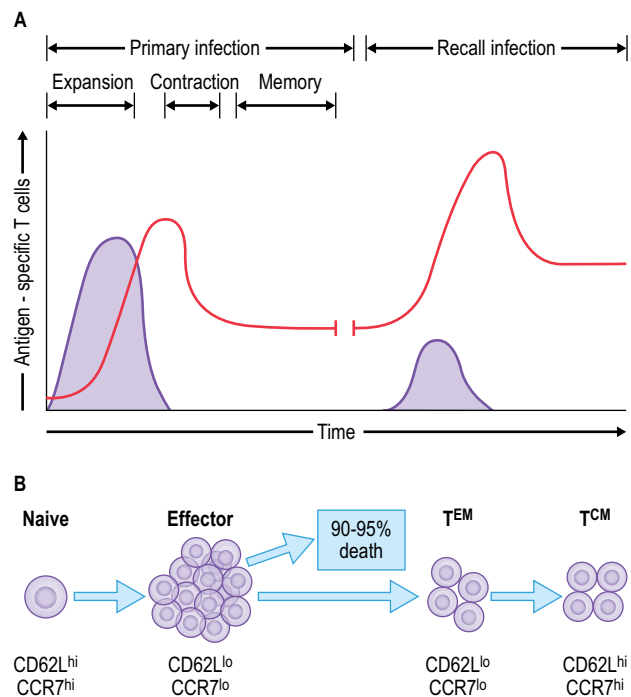 A
Primary infection
Recall infection
Expansion
Contraction
Memory
Antigen - specific T cells
Time
B
Naive
Effector
90-95%
death
Tᴱᴹ
Tᶜᴹ
CD62Lʰⁱ
CCR7ʰⁱ
CD62Lˡᵒ
CCR7ˡᵒ
CD62Lˡᵒ
CCR7ˡᵒ
CD62Lʰⁱ
CCR7ʰⁱ